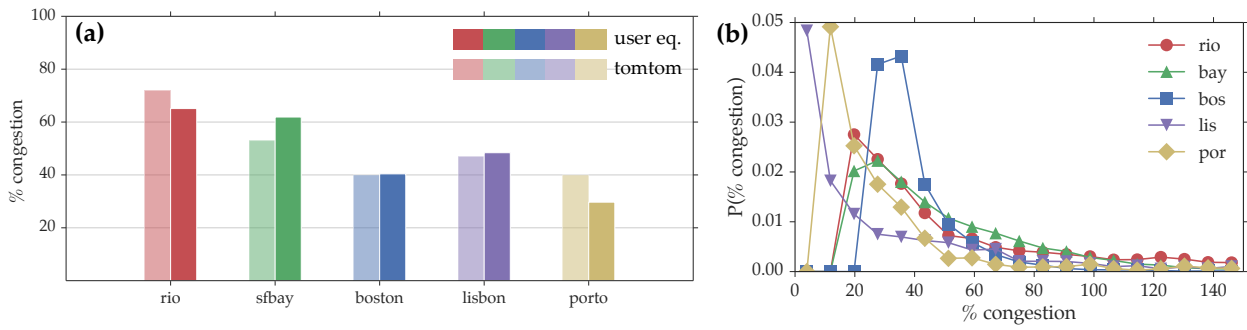 (a)
% congestion
100
80
60
40
20
user eq.
tomtom
rio sfbay boston lisbon porto
(b)
P(% congestion)
0.05
0.04
0.03
0.02
0.01
0.00
rio
bay
bos
lis
por
0 20 40 60 80 100 120 140
% congestion